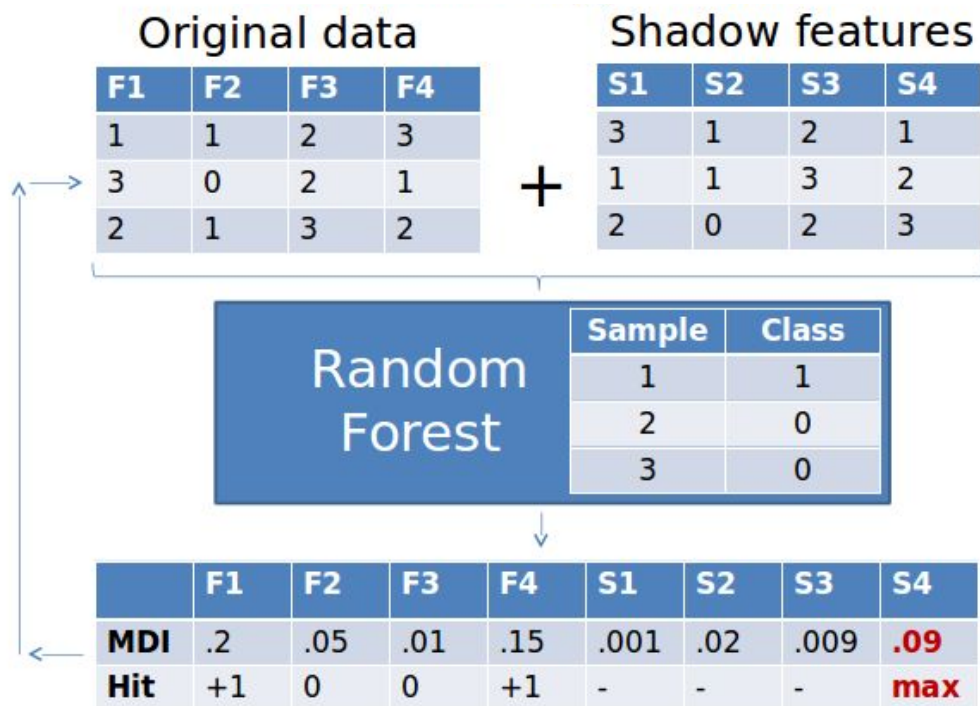 Original data Shadow features
F1 F2 F3 F4 S1 S2 S3 S4
1 1 2 3 3 1 2 1
3 0 2 1 + 1 1 3 2
2 1 3 2 2 0 2 3
Random Forest
Sample Class
1 1
2 0
3 0
F1 F2 F3 F4 S1 S2 S3 S4
MDI .2 .05 .01 .15 .001 .02 .009 .09
Hit +1 0 0 +1 - - - max